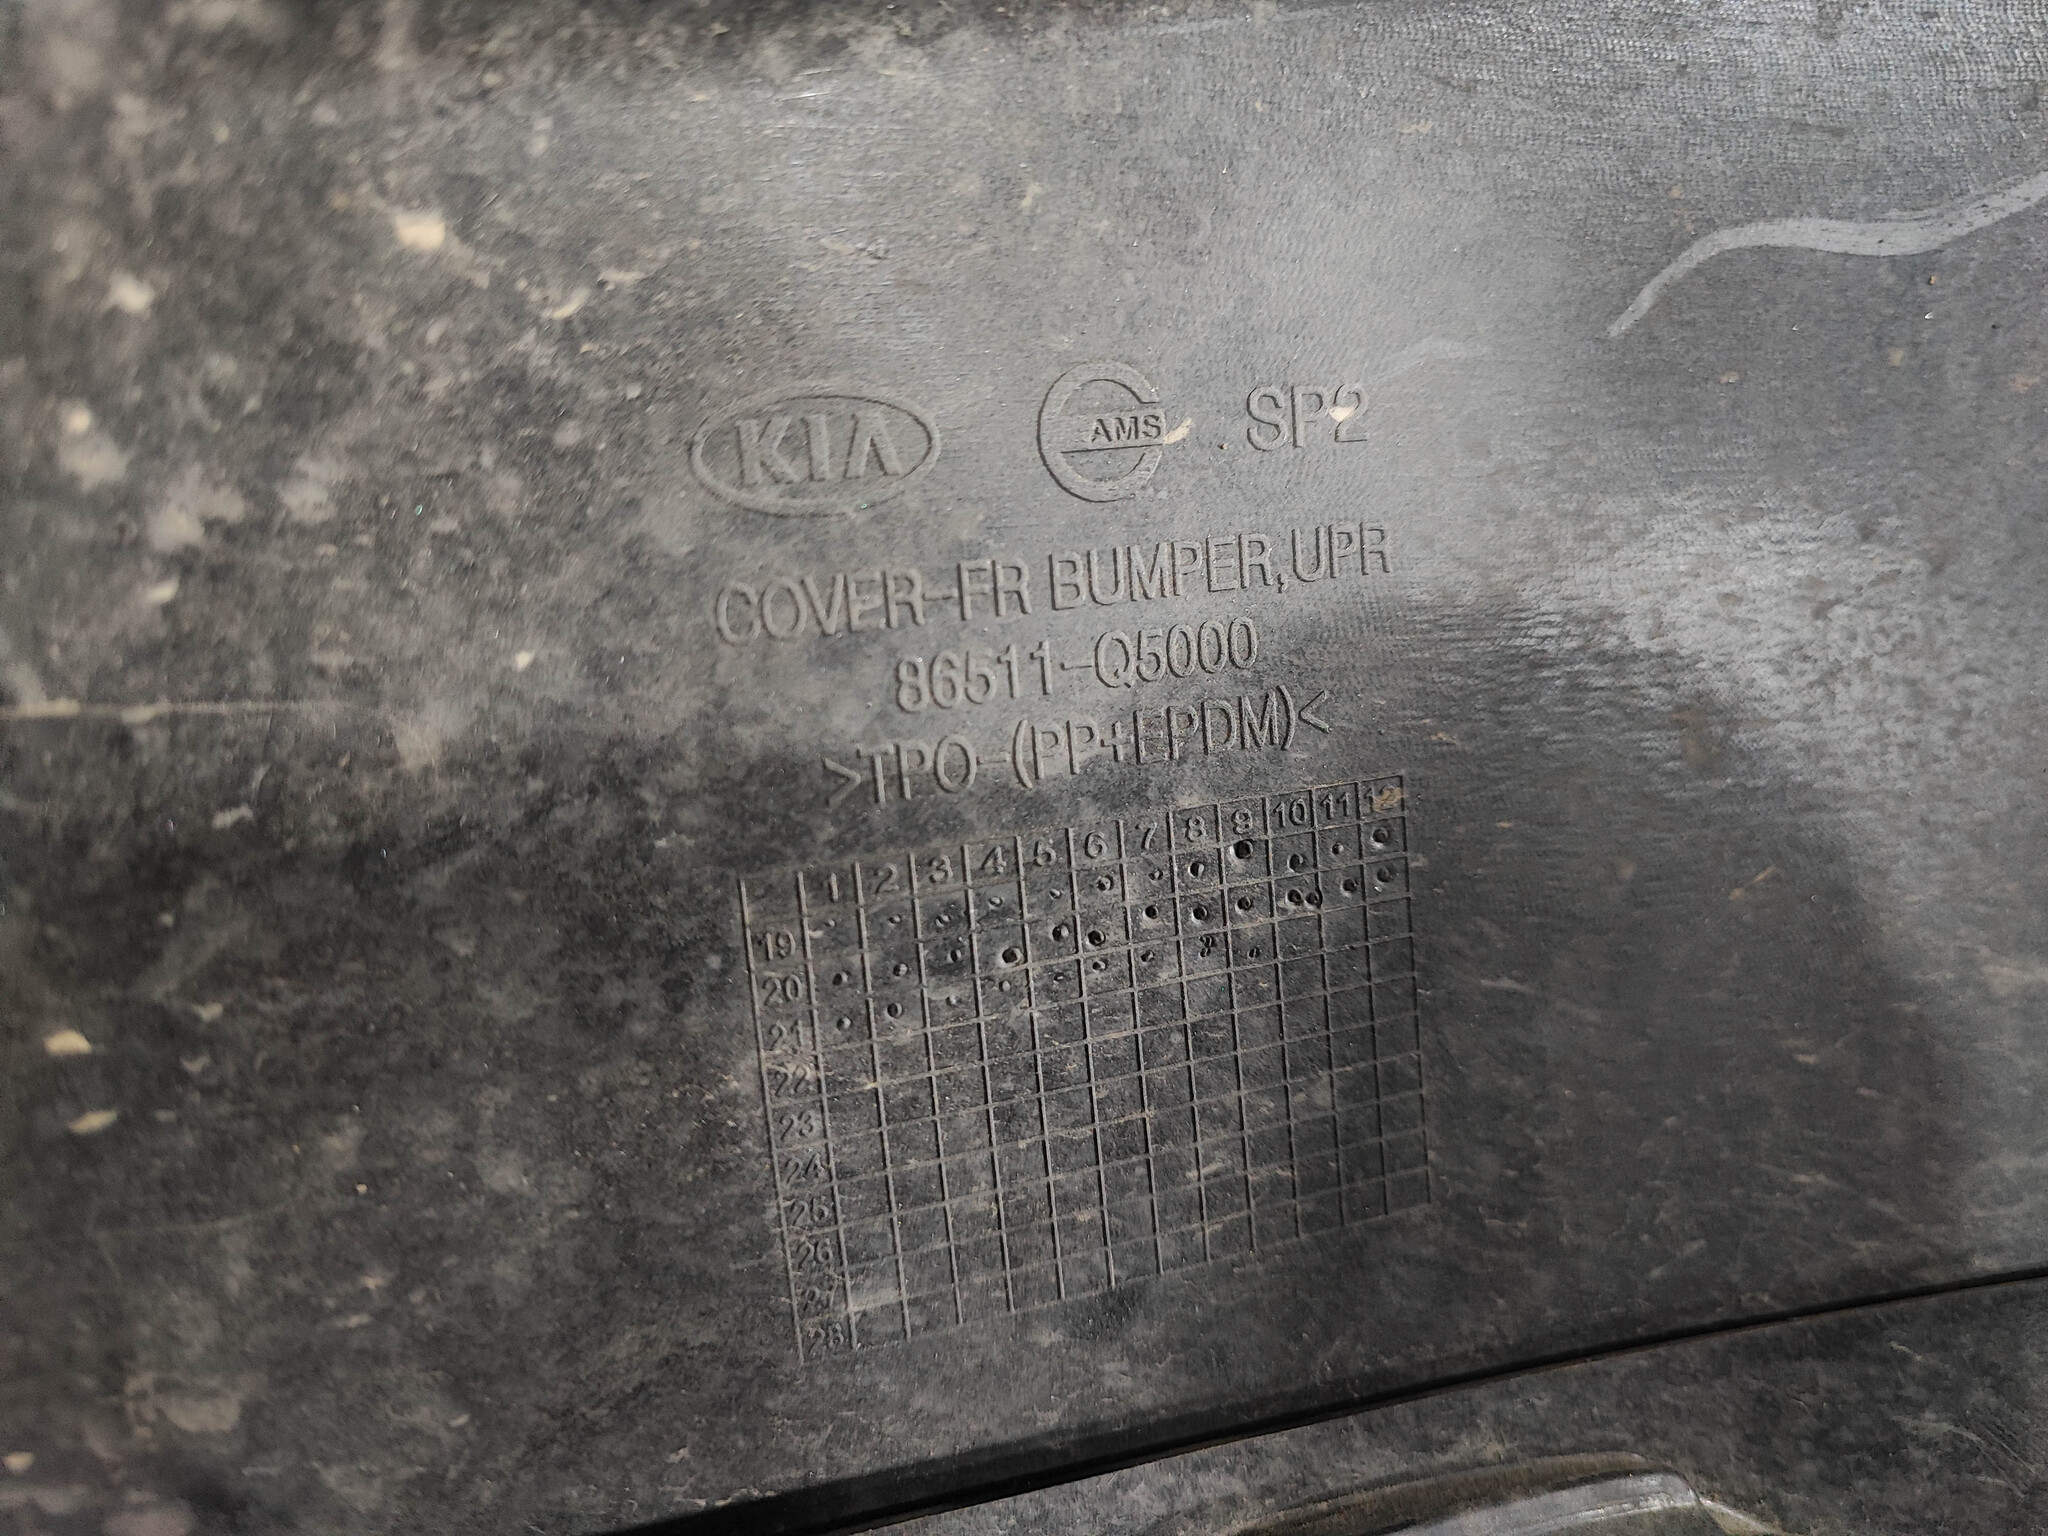 KIA AMS SP2
COVER-FR BUMPER,UPR
86511-Q5000
>TPO-(PP+EPDM)<
1 2 3 4 5 6 7 8 9 10 11 12
19
20
21
22
23
24
25
26
27
28